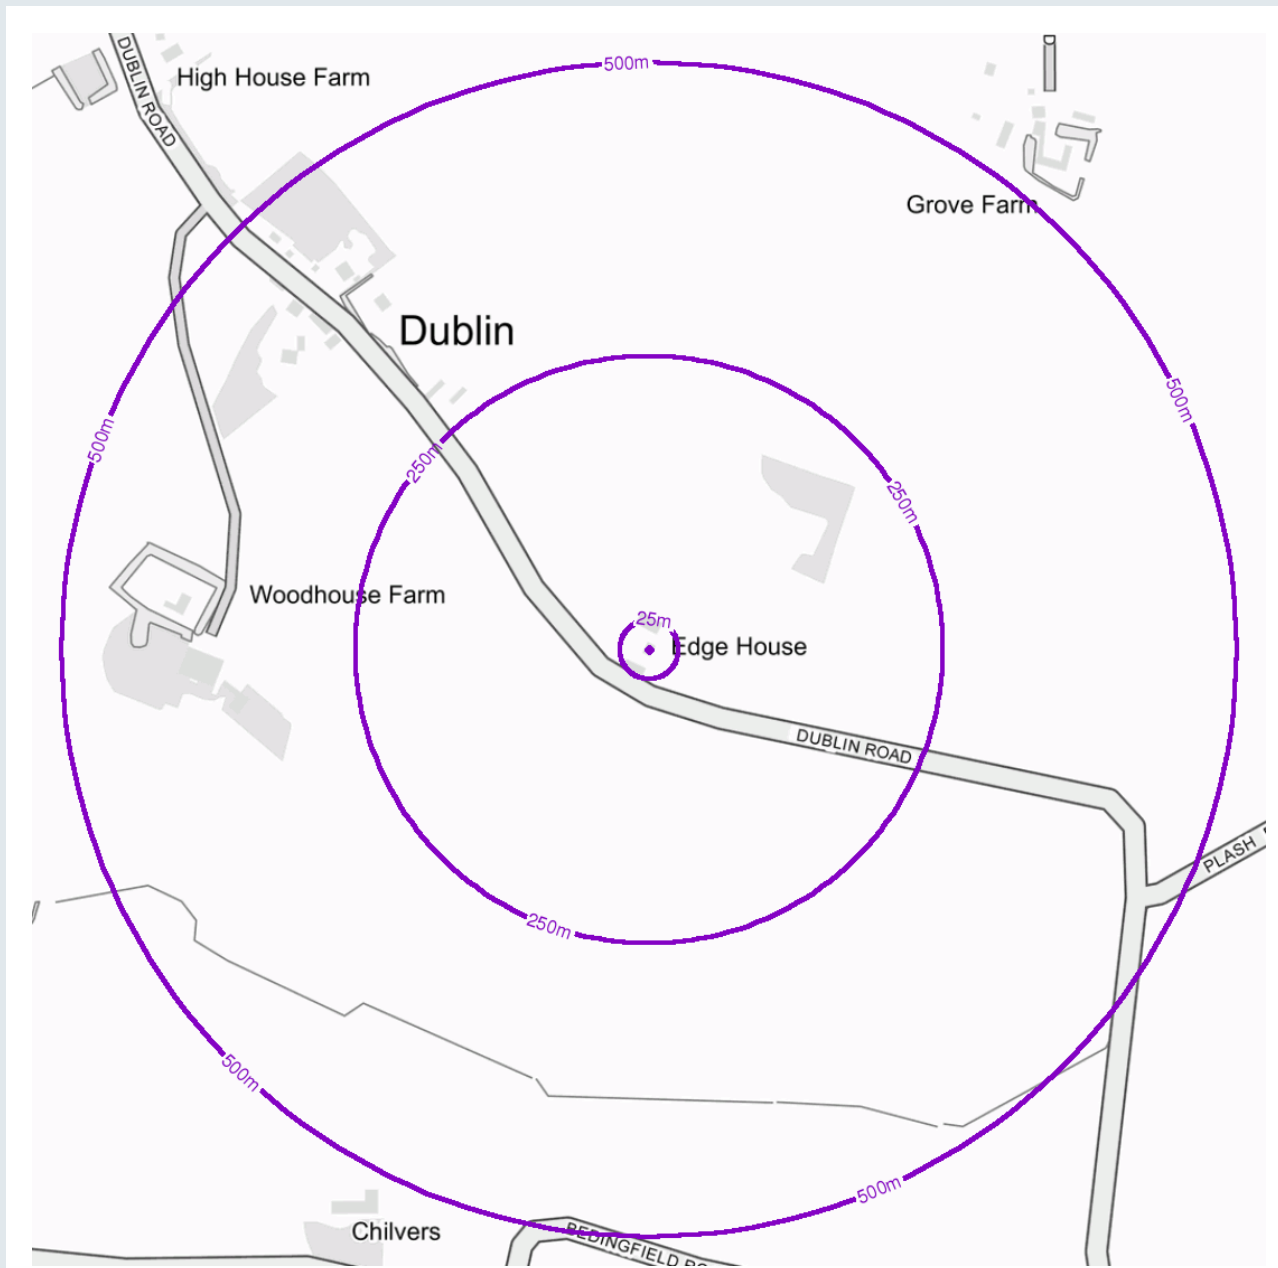 500m
DUBLIN ROAD
High House Farm
Grove Farm
Dublin
500m
500m
250m
250m
Woodhouse Farm
25m
Edge House
DUBLIN ROAD
PLASH
250m
500m
500m
Chilvers
BEDINGFIELD